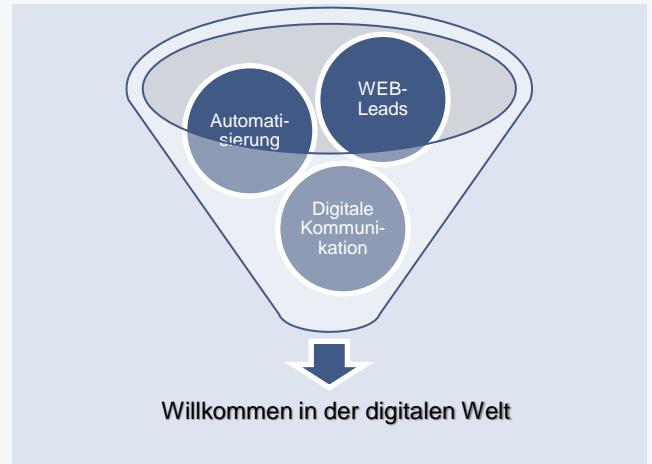 WEB-
Leads
Automati-
sierung
Digitale
Kommuni-
kation
Willkommen in der digitalen Welt